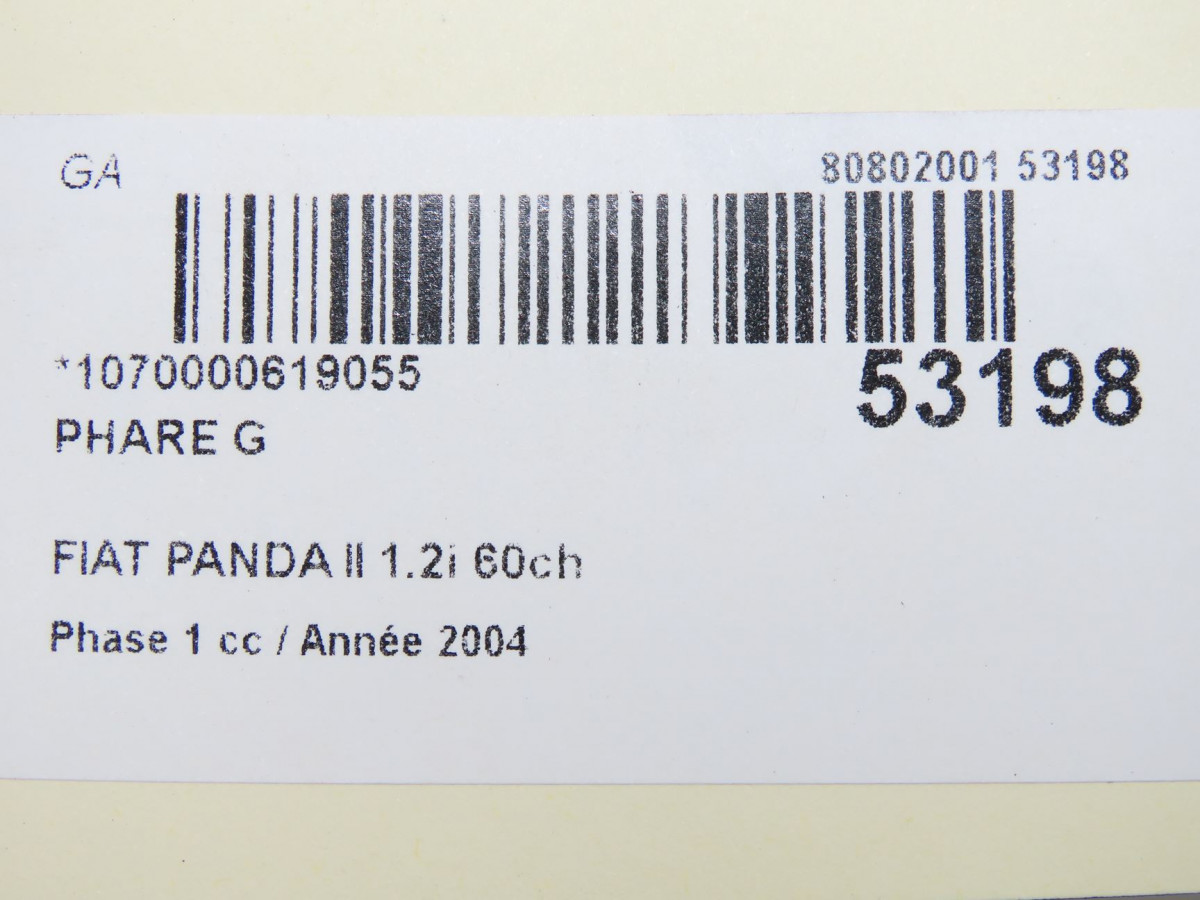 GA
80802001 53198
*1070000619055
53198
PHARE G
FIAT PANDA II 1.2i 60ch
Phase 1 cc / Année 2004